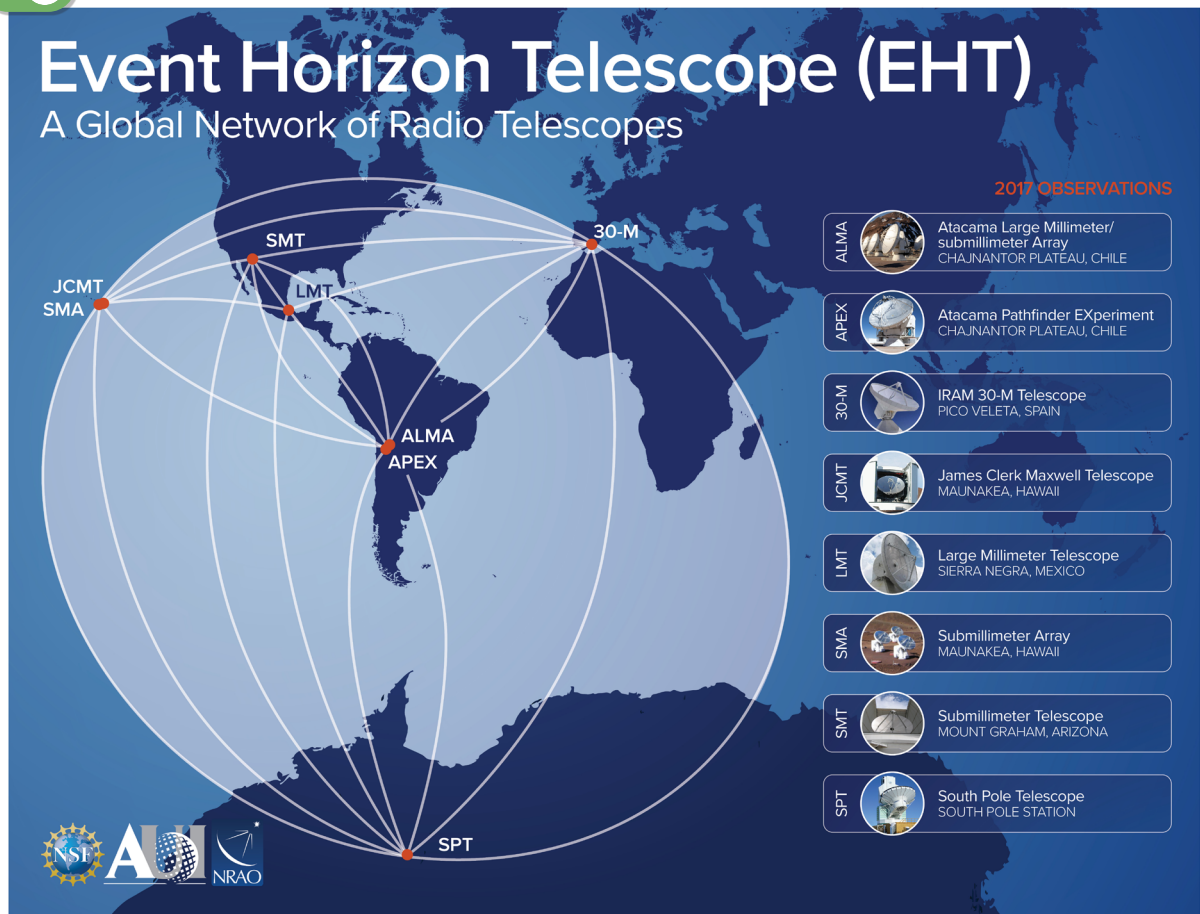 Event Horizon Telescope (EHT)
A Global Network of Radio Telescopes
2017 OBSERVATIONS
30-M
SMT
JCMT
SMA
LMT
ALMA
APEX
SPT
ALMA
Atacama Large Millimeter/
submillimeter Array
CHAJNANTOR PLATEAU, CHILE
APEX
Atacama Pathfinder EXperiment
CHAJNANTOR PLATEAU, CHILE
30-M
IRAM 30-M Telescope
PICO VELETA, SPAIN
JCMT
James Clerk Maxwell Telescope
MAUNAKEA, HAWAII
LMT
Large Millimeter Telescope
SIERRA NEGRA, MEXICO
SMA
Submillimeter Array
MAUNAKEA, HAWAII
SMT
Submillimeter Telescope
MOUNT GRAHAM, ARIZONA
SPT
South Pole Telescope
SOUTH POLE STATION
NSF
AUI
NRAO